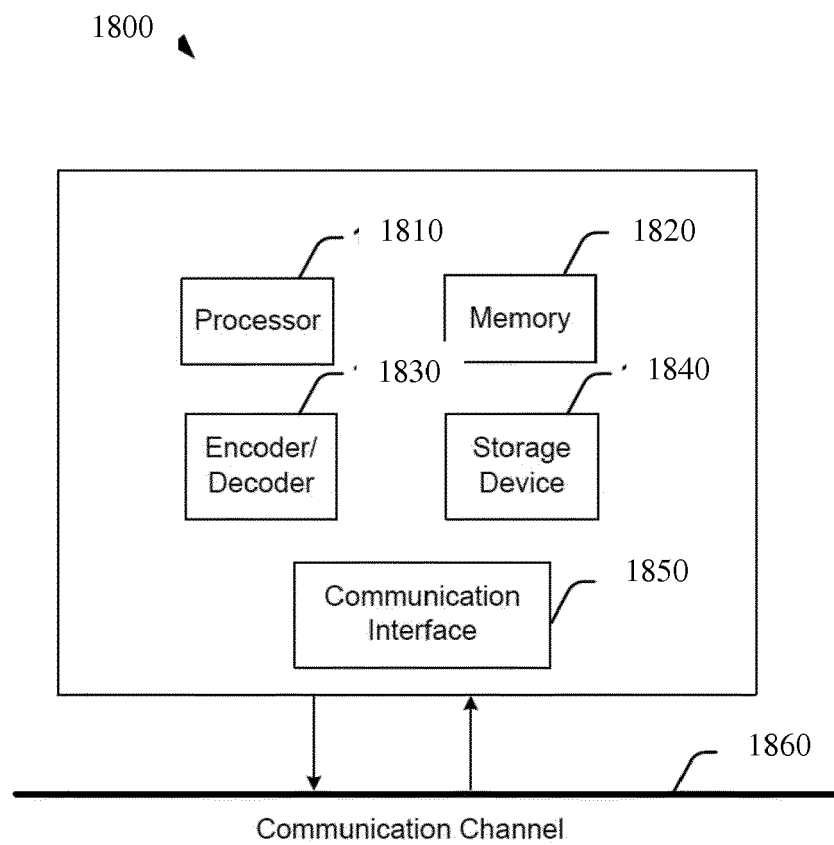 1800
1810
1820
Processor
Memory
1830
1840
Encoder/
Decoder
Storage
Device
1850
Communication
Interface
1860
Communication Channel